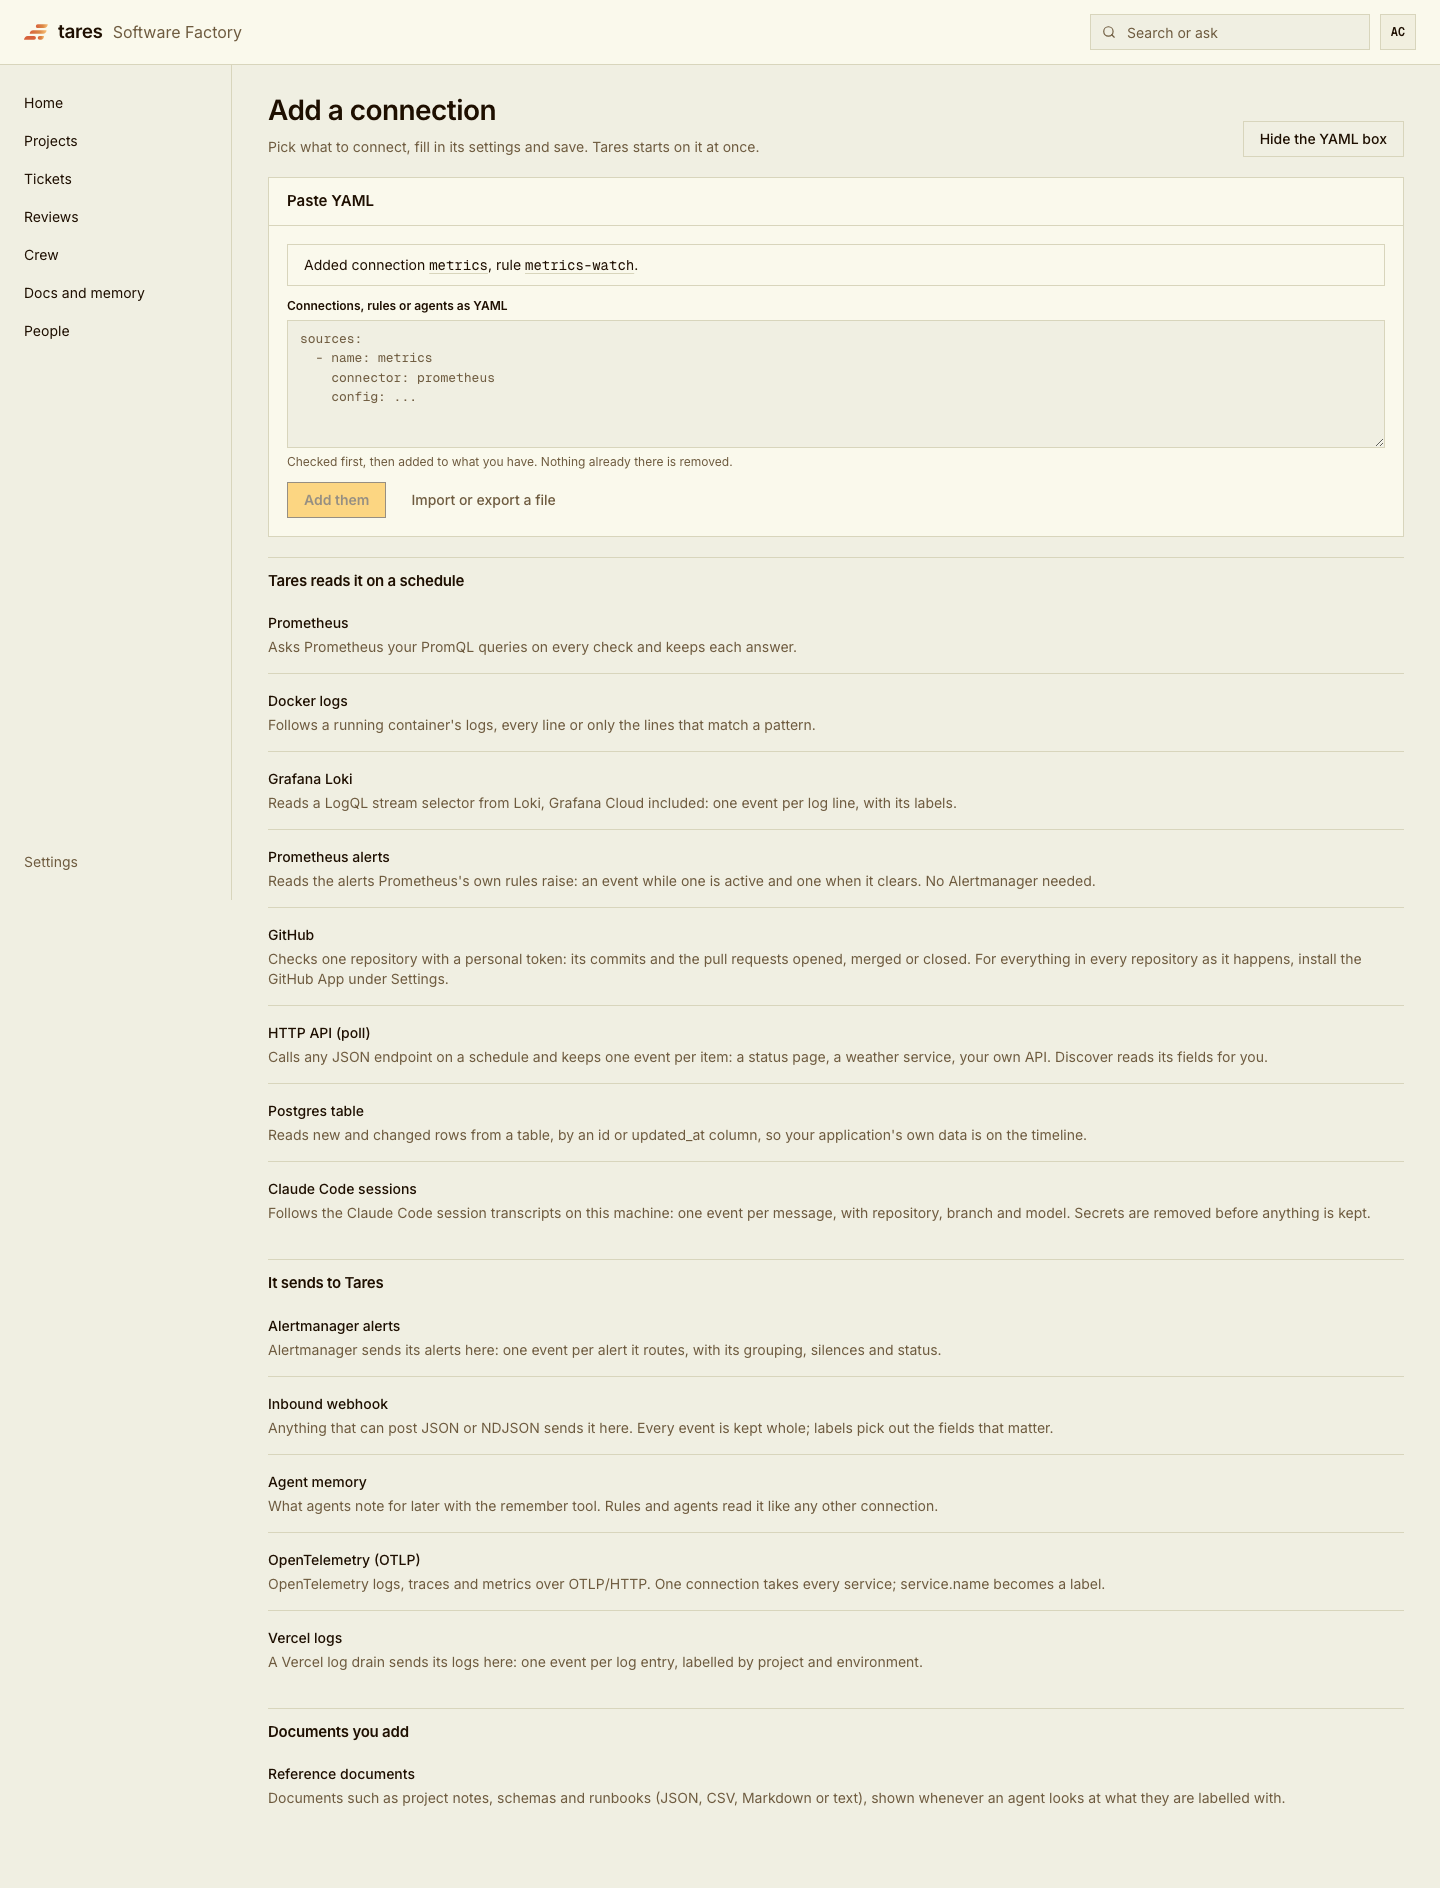 tares Software Factory
Search or ask
AC
Home
Projects
Tickets
Reviews
Crew
Docs and memory
People
Settings
Add a connection
Pick what to connect, fill in its settings and save. Tares starts on it at once.
Hide the YAML box
Paste YAML
Added connection metrics, rule metrics-watch.
Connections, rules or agents as YAML
sources:
  - name: metrics
    connector: prometheus
    config: ...
Checked first, then added to what you have. Nothing already there is removed.
Add them
Import or export a file
Tares reads it on a schedule
Prometheus
Asks Prometheus your PromQL queries on every check and keeps each answer.
Docker logs
Follows a running container's logs, every line or only the lines that match a pattern.
Grafana Loki
Reads a LogQL stream selector from Loki, Grafana Cloud included: one event per log line, with its labels.
Prometheus alerts
Reads the alerts Prometheus's own rules raise: an event while one is active and one when it clears. No Alertmanager needed.
GitHub
Checks one repository with a personal token: its commits and the pull requests opened, merged or closed. For everything in every repository as it happens, install the
GitHub App under Settings.
HTTP API (poll)
Calls any JSON endpoint on a schedule and keeps one event per item: a status page, a weather service, your own API. Discover reads its fields for you.
Postgres table
Reads new and changed rows from a table, by an id or updated_at column, so your application's own data is on the timeline.
Claude Code sessions
Follows the Claude Code session transcripts on this machine: one event per message, with repository, branch and model. Secrets are removed before anything is kept.
It sends to Tares
Alertmanager alerts
Alertmanager sends its alerts here: one event per alert it routes, with its grouping, silences and status.
Inbound webhook
Anything that can post JSON or NDJSON sends it here. Every event is kept whole; labels pick out the fields that matter.
Agent memory
What agents note for later with the remember tool. Rules and agents read it like any other connection.
OpenTelemetry (OTLP)
OpenTelemetry logs, traces and metrics over OTLP/HTTP. One connection takes every service; service.name becomes a label.
Vercel logs
A Vercel log drain sends its logs here: one event per log entry, labelled by project and environment.
Documents you add
Reference documents
Documents such as project notes, schemas and runbooks (JSON, CSV, Markdown or text), shown whenever an agent looks at what they are labelled with.